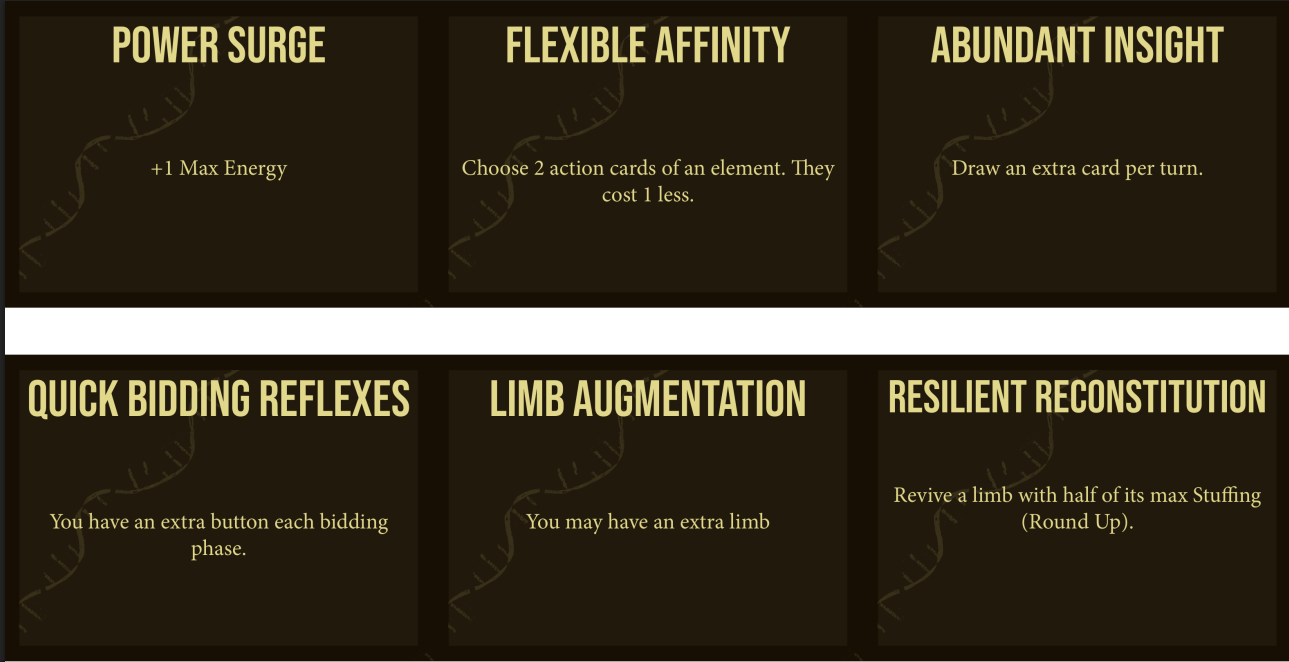 POWER SURGE
+1 Max Energy
FLEXIBLE AFFINITY
Choose 2 action cards of an element. They
cost 1 less.
ABUNDANT INSIGHT
Draw an extra card per turn.
QUICK BIDDING REFLEXES
You have an extra button each bidding
phase.
LIMB AUGMENTATION
You may have an extra limb
RESILIENT RECONSTITUTION
Revive a limb with half of its max Stuffing
(Round Up).